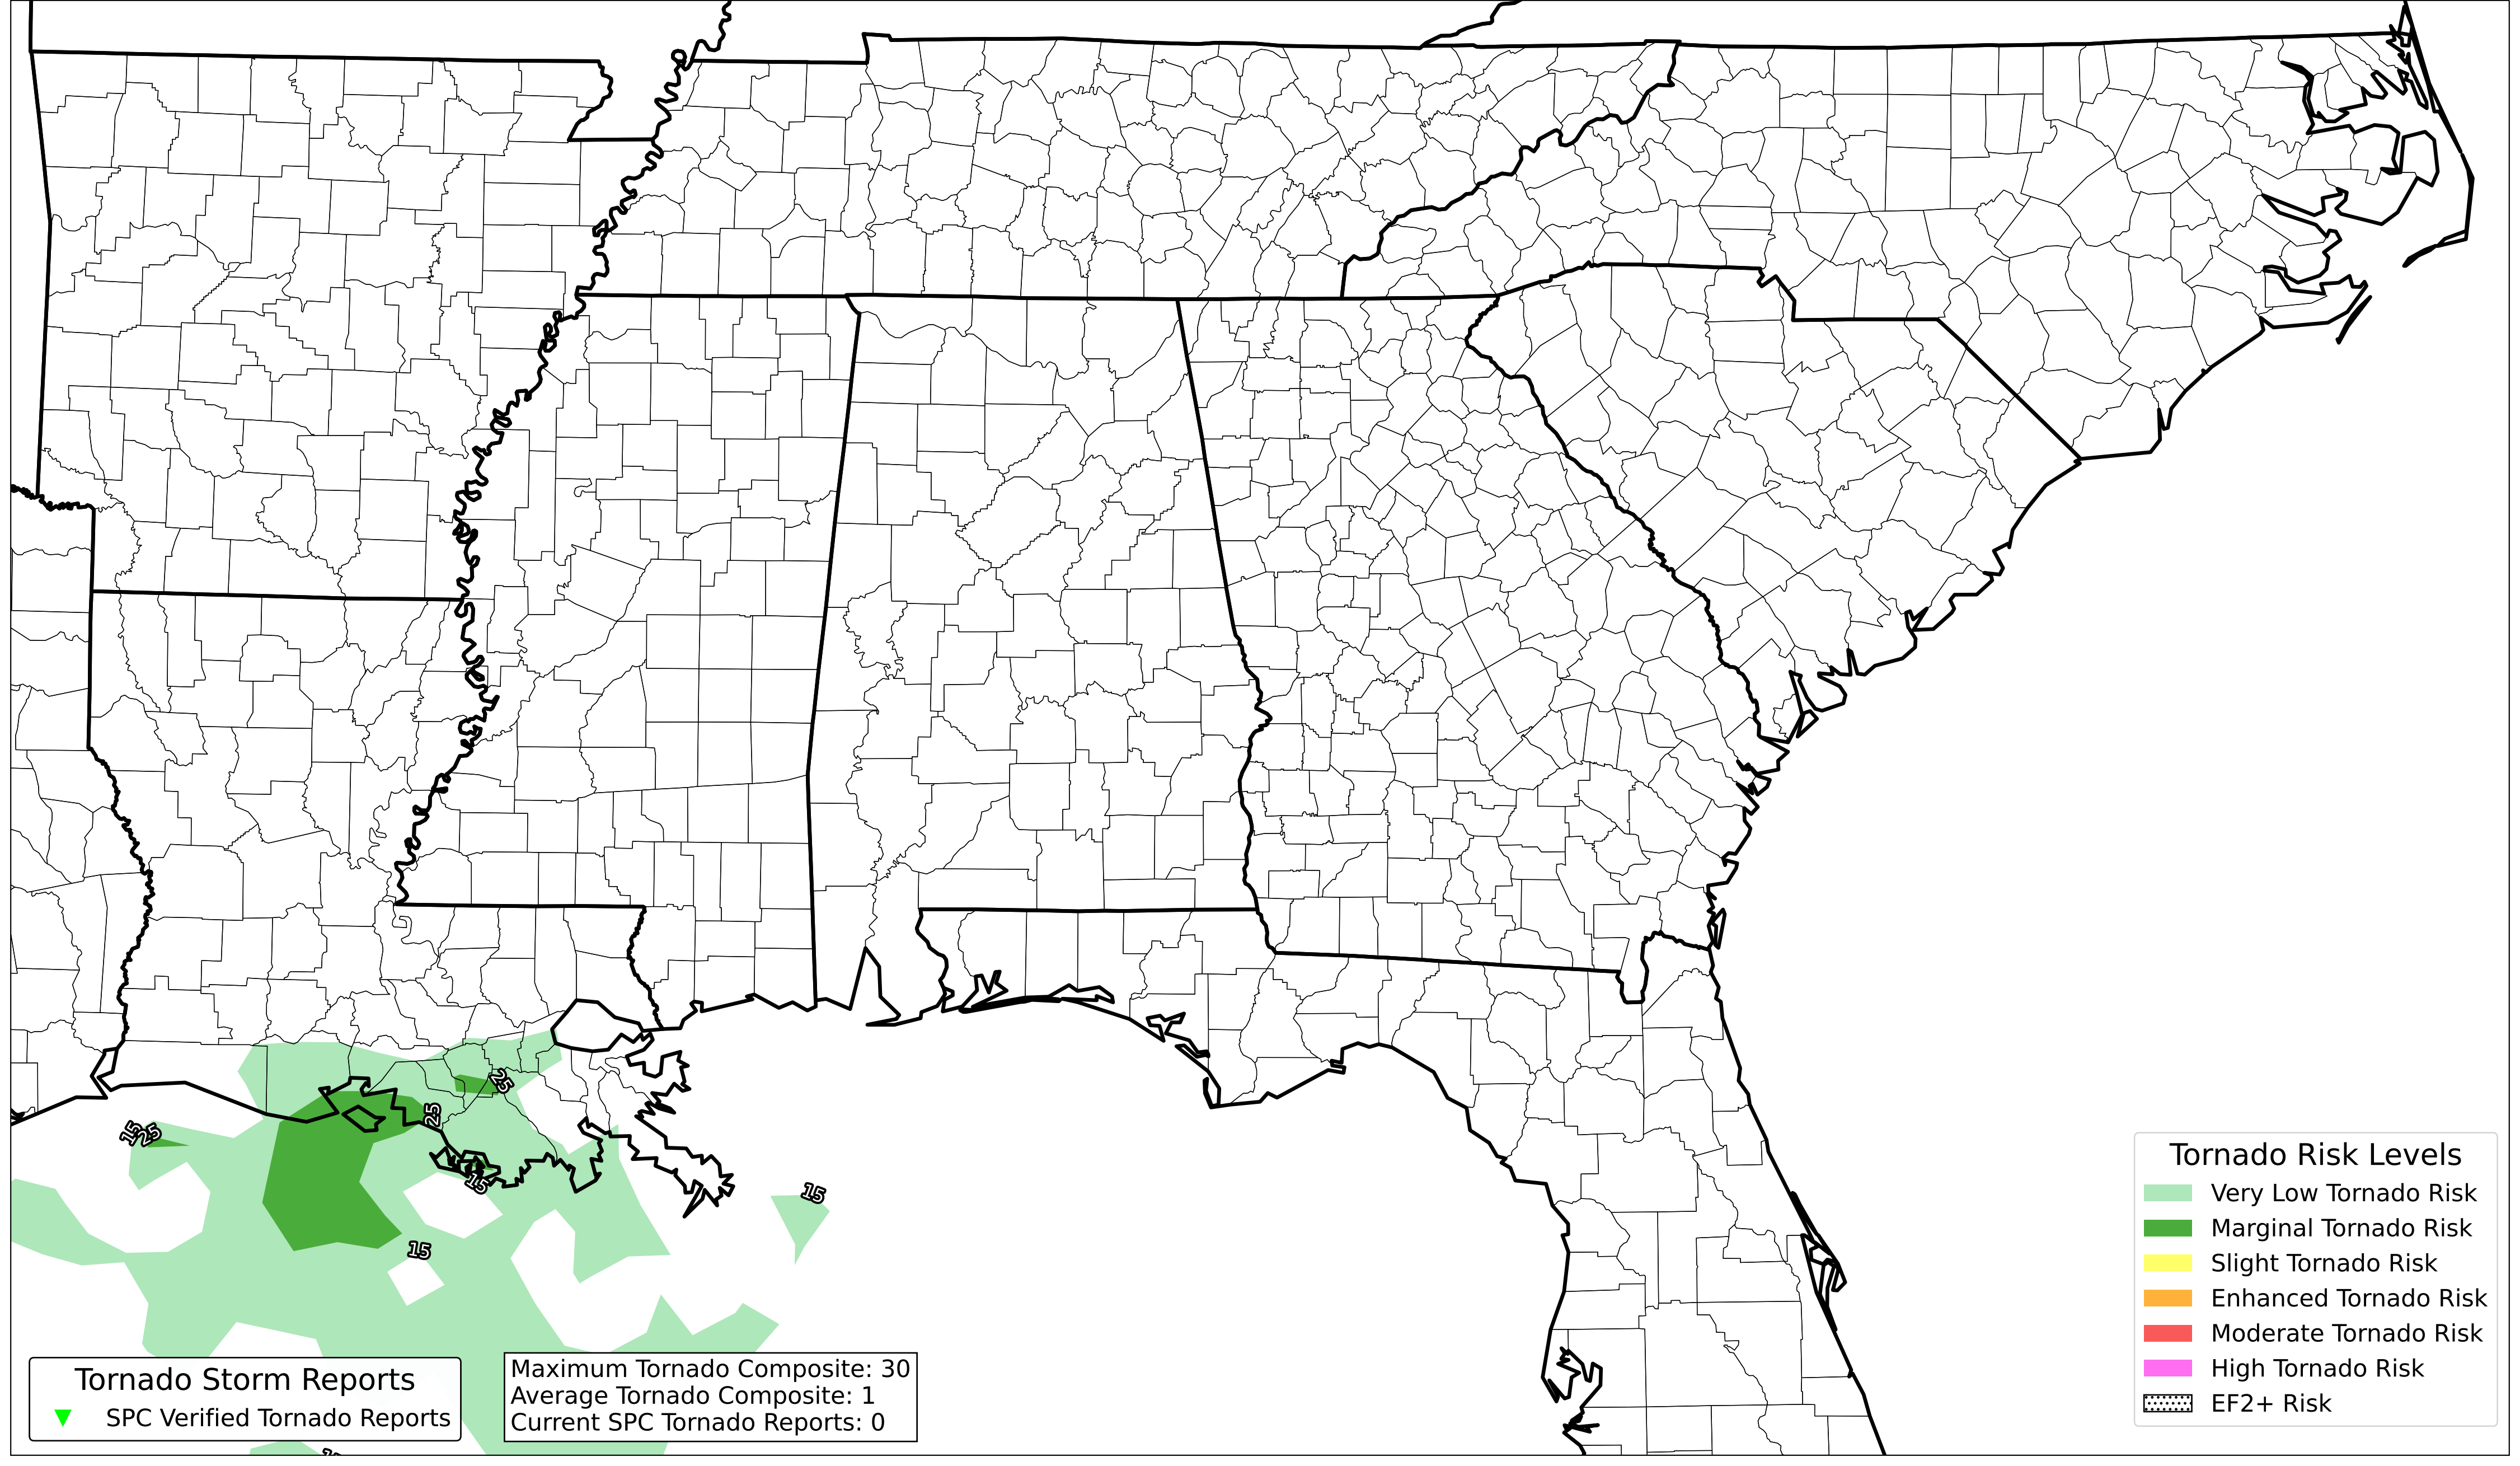 25
25
15
25
15
15
15
Tornado Risk Levels
Very Low Tornado Risk
Marginal Tornado Risk
Slight Tornado Risk
Enhanced Tornado Risk
Moderate Tornado Risk
High Tornado Risk
EF2+ Risk
Tornado Storm Reports
SPC Verified Tornado Reports
Maximum Tornado Composite: 30
Average Tornado Composite: 1
Current SPC Tornado Reports: 0